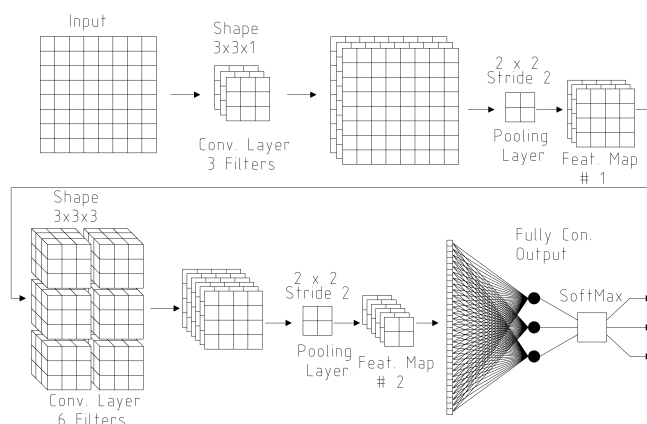 Input
Shape
3x3x1
Conv. Layer
3 Filters
2 x 2
Stride 2
Pooling
Layer
Feat. Map
# 1
Shape
3x3x3
Conv. Layer
6 Filters
2 x 2
Stride 2
Pooling
Layer
Feat. Map
# 2
Fully Con.
Output
SoftMax